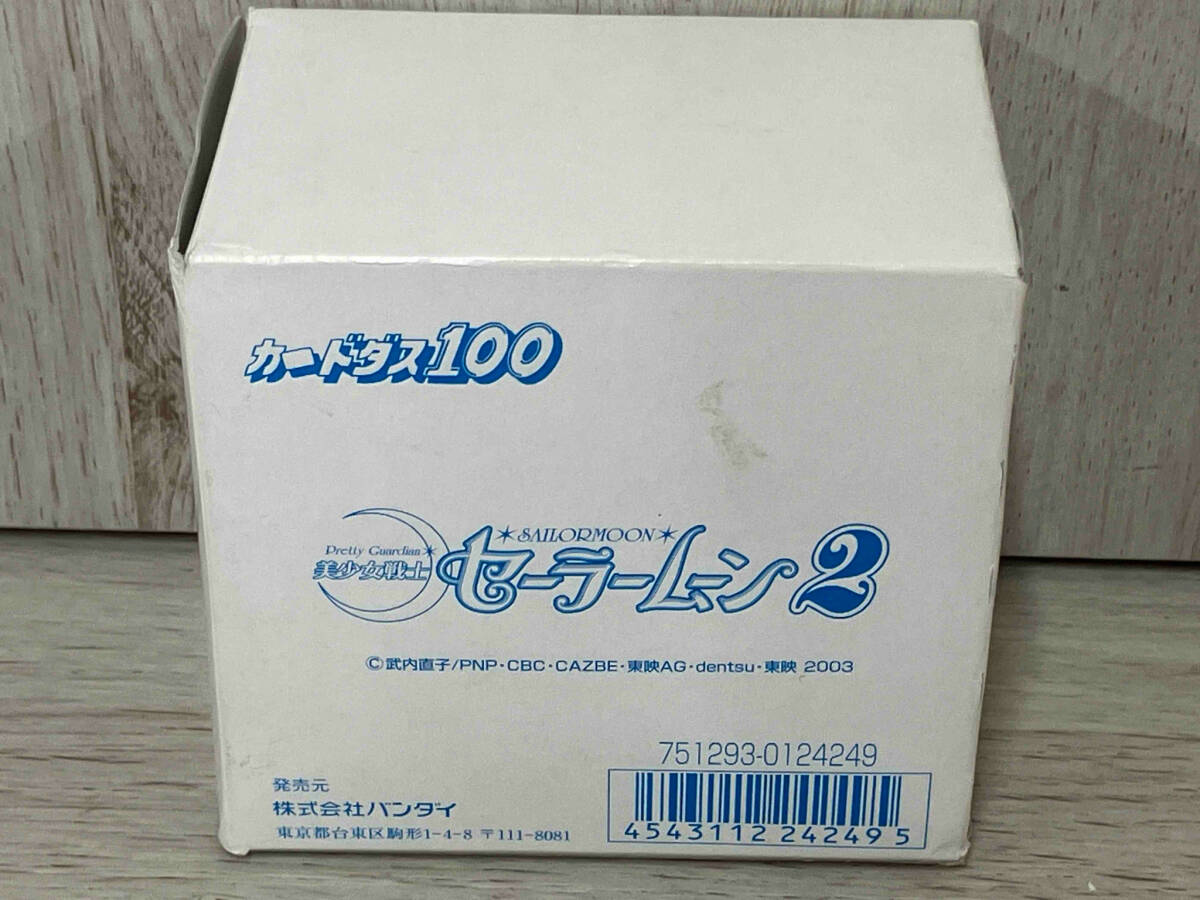 カードダス100
✶SAILORMOON✶
Pretty Guardian✶
美少女戦士 セーラームーン2
©武内直子/PNP・CBC・CAZBE・東映AG・dentsu・東映 2003
751293-0124249
4543112 242495
発売元
株式会社バンダイ
東京都台東区駒形1-4-8 〒111-8081